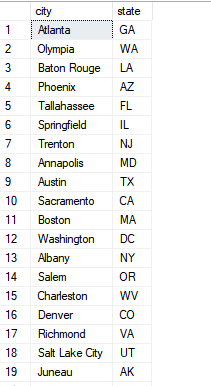 city state
1 Atlanta GA
2 Olympia WA
3 Baton Rouge LA
4 Phoenix AZ
5 Tallahassee FL
6 Springfield IL
7 Trenton NJ
8 Annapolis MD
9 Austin TX
10 Sacramento CA
11 Boston MA
12 Washington DC
13 Albany NY
14 Salem OR
15 Charleston WV
16 Denver CO
17 Richmond VA
18 Salt Lake City UT
19 Juneau AK